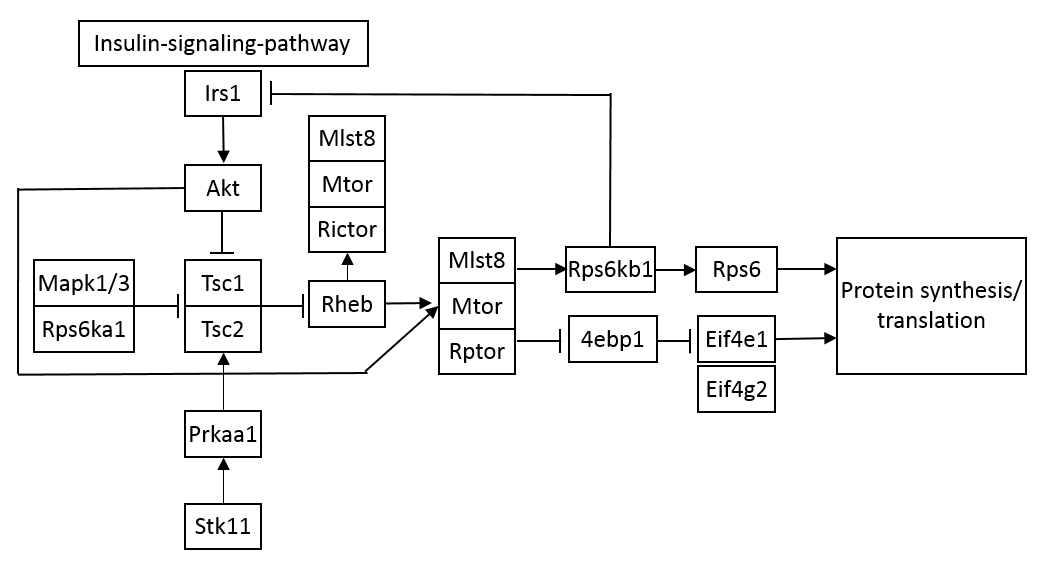 Insulin-signaling-pathway
Irs1
Mlst8
Mtor
Rictor
Akt
Mapk1/3
Rps6ka1
Tsc1
Tsc2
Rheb
Mlst8
Mtor
Rptor
Rps6kb1
Rps6
4ebp1
Eif4e1
Eif4g2
Protein synthesis/
translation
Prkaa1
Stk11